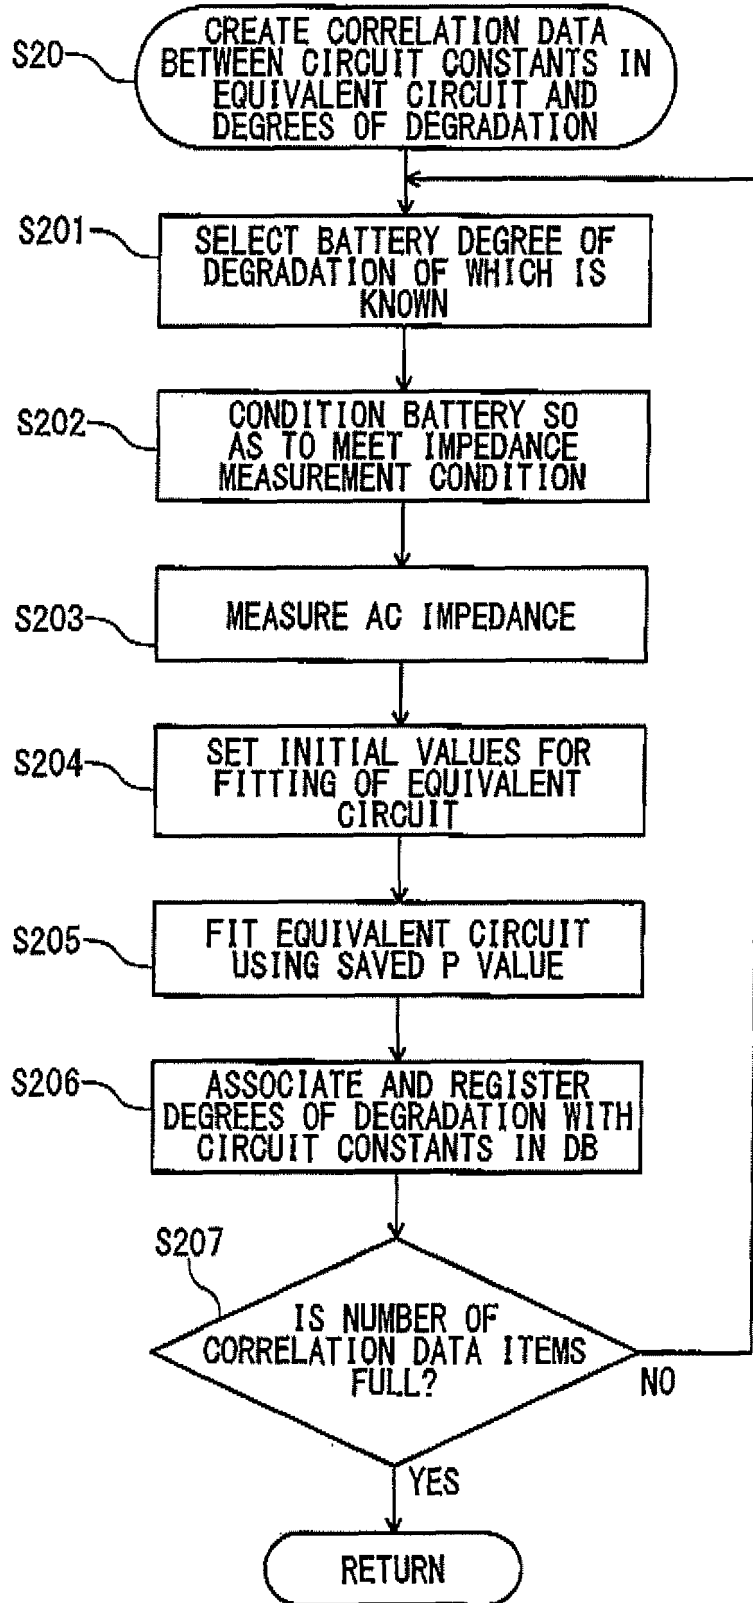 S20
CREATE CORRELATION DATA
BETWEEN CIRCUIT CONSTANTS IN
EQUIVALENT CIRCUIT AND
DEGREES OF DEGRADATION
S201
SELECT BATTERY DEGREE OF
DEGRADATION OF WHICH IS
KNOWN
S202
CONDITION BATTERY SO
AS TO MEET IMPEDANCE
MEASUREMENT CONDITION
S203
MEASURE AC IMPEDANCE
S204
SET INITIAL VALUES FOR
FITTING OF EQUIVALENT
CIRCUIT
S205
FIT EQUIVALENT CIRCUIT
USING SAVED P VALUE
S206
ASSOCIATE AND REGISTER
DEGREES OF DEGRADATION WITH
CIRCUIT CONSTANTS IN DB
S207
IS NUMBER OF
CORRELATION DATA ITEMS
FULL?
NO
YES
RETURN